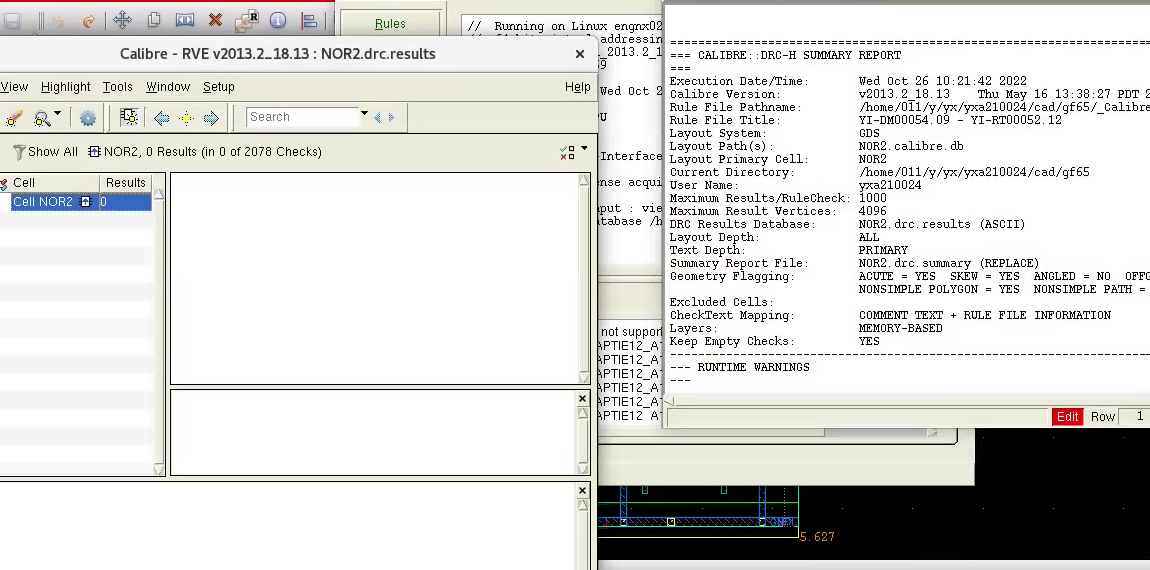 Rules
Calibre - RVE v2013.2_18.13 : NOR2.drc.results
View Highlight Tools Window Setup Help
Search
Show All NOR2, 0 Results (in 0 of 2078 Checks)
Cell Results
Cell NOR2 0
// Running on Linux engnx02
Wed Oct 2
-Interface
ense acqui
put : vie
tabase /h
not support
APTIE12_A
APTIE12_A
APTIE12_A
APTIE12_A
APTIE12_A
APTIE12_A
=== CALIBRE::DRC-H SUMMARY REPORT
===
Execution Date/Time: Wed Oct 26 10:21:42 2022
Calibre Version: v2013.2_18.13 Thu May 16 13:38:27 PDT 2
Rule File Pathname: /home/011/y/yx/yxa210024/cad/gf65/_Calibre
Rule File Title: YI-DM00054.09 - YI-RT00052.12
Layout System: GDS
Layout Path(s): NOR2.calibre.db
Layout Primary Cell: NOR2
Current Directory: /home/011/y/yx/yxa210024/cad/gf65
User Name: yxa210024
Maximum Results/RuleCheck: 1000
Maximum Result Vertices: 4096
DRC Results Database: NOR2.drc.results (ASCII)
Layout Depth: ALL
Text Depth: PRIMARY
Summary Report File: NOR2.drc.summary (REPLACE)
Geometry Flagging: ACUTE = YES SKEW = YES ANGLED = NO OFFG
NONSIMPLE POLYGON = YES NONSIMPLE PATH =
Excluded Cells:
CheckText Mapping: COMMENT TEXT + RULE FILE INFORMATION
Layers: MEMORY-BASED
Keep Empty Checks: YES
--- RUNTIME WARNINGS
---
Edit Row 1
5.627